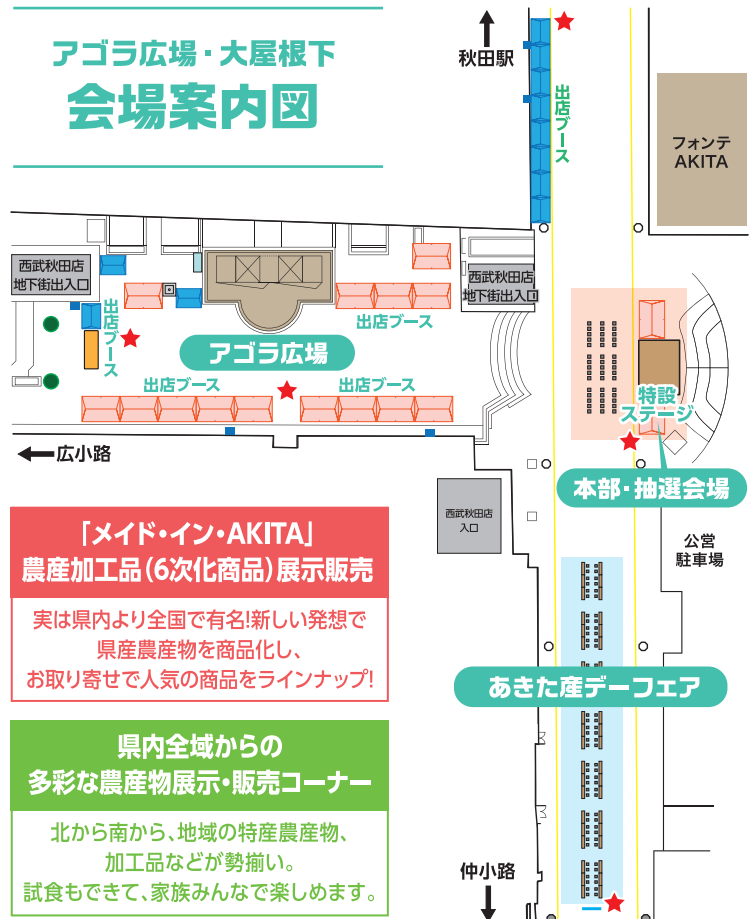 アゴラ広場・大屋根下
会場案内図
秋田駅
出店ブース
フォンテ
AKITA
西武秋田店
地下街出入口
西武秋田店
地下街出入口
出店ブース
出店ブース
アゴラ広場
出店ブース
出店ブース
特設
ステージ
広小路
本部・抽選会場
西武秋田店
入口
公営
駐車場
「メイド・イン・AKITA」
農産加工品(6次化商品)展示販売
実は県内より全国で有名!新しい発想で
県産農産物を商品化し、
お取り寄せで人気の商品をラインナップ!
あきた産デーフェア
県内全域からの
多彩な農産物展示・販売コーナー
北から南から、地域の特産農産物、
加工品などが勢揃い。
試食もできて、家族みんなで楽しめます。
仲小路